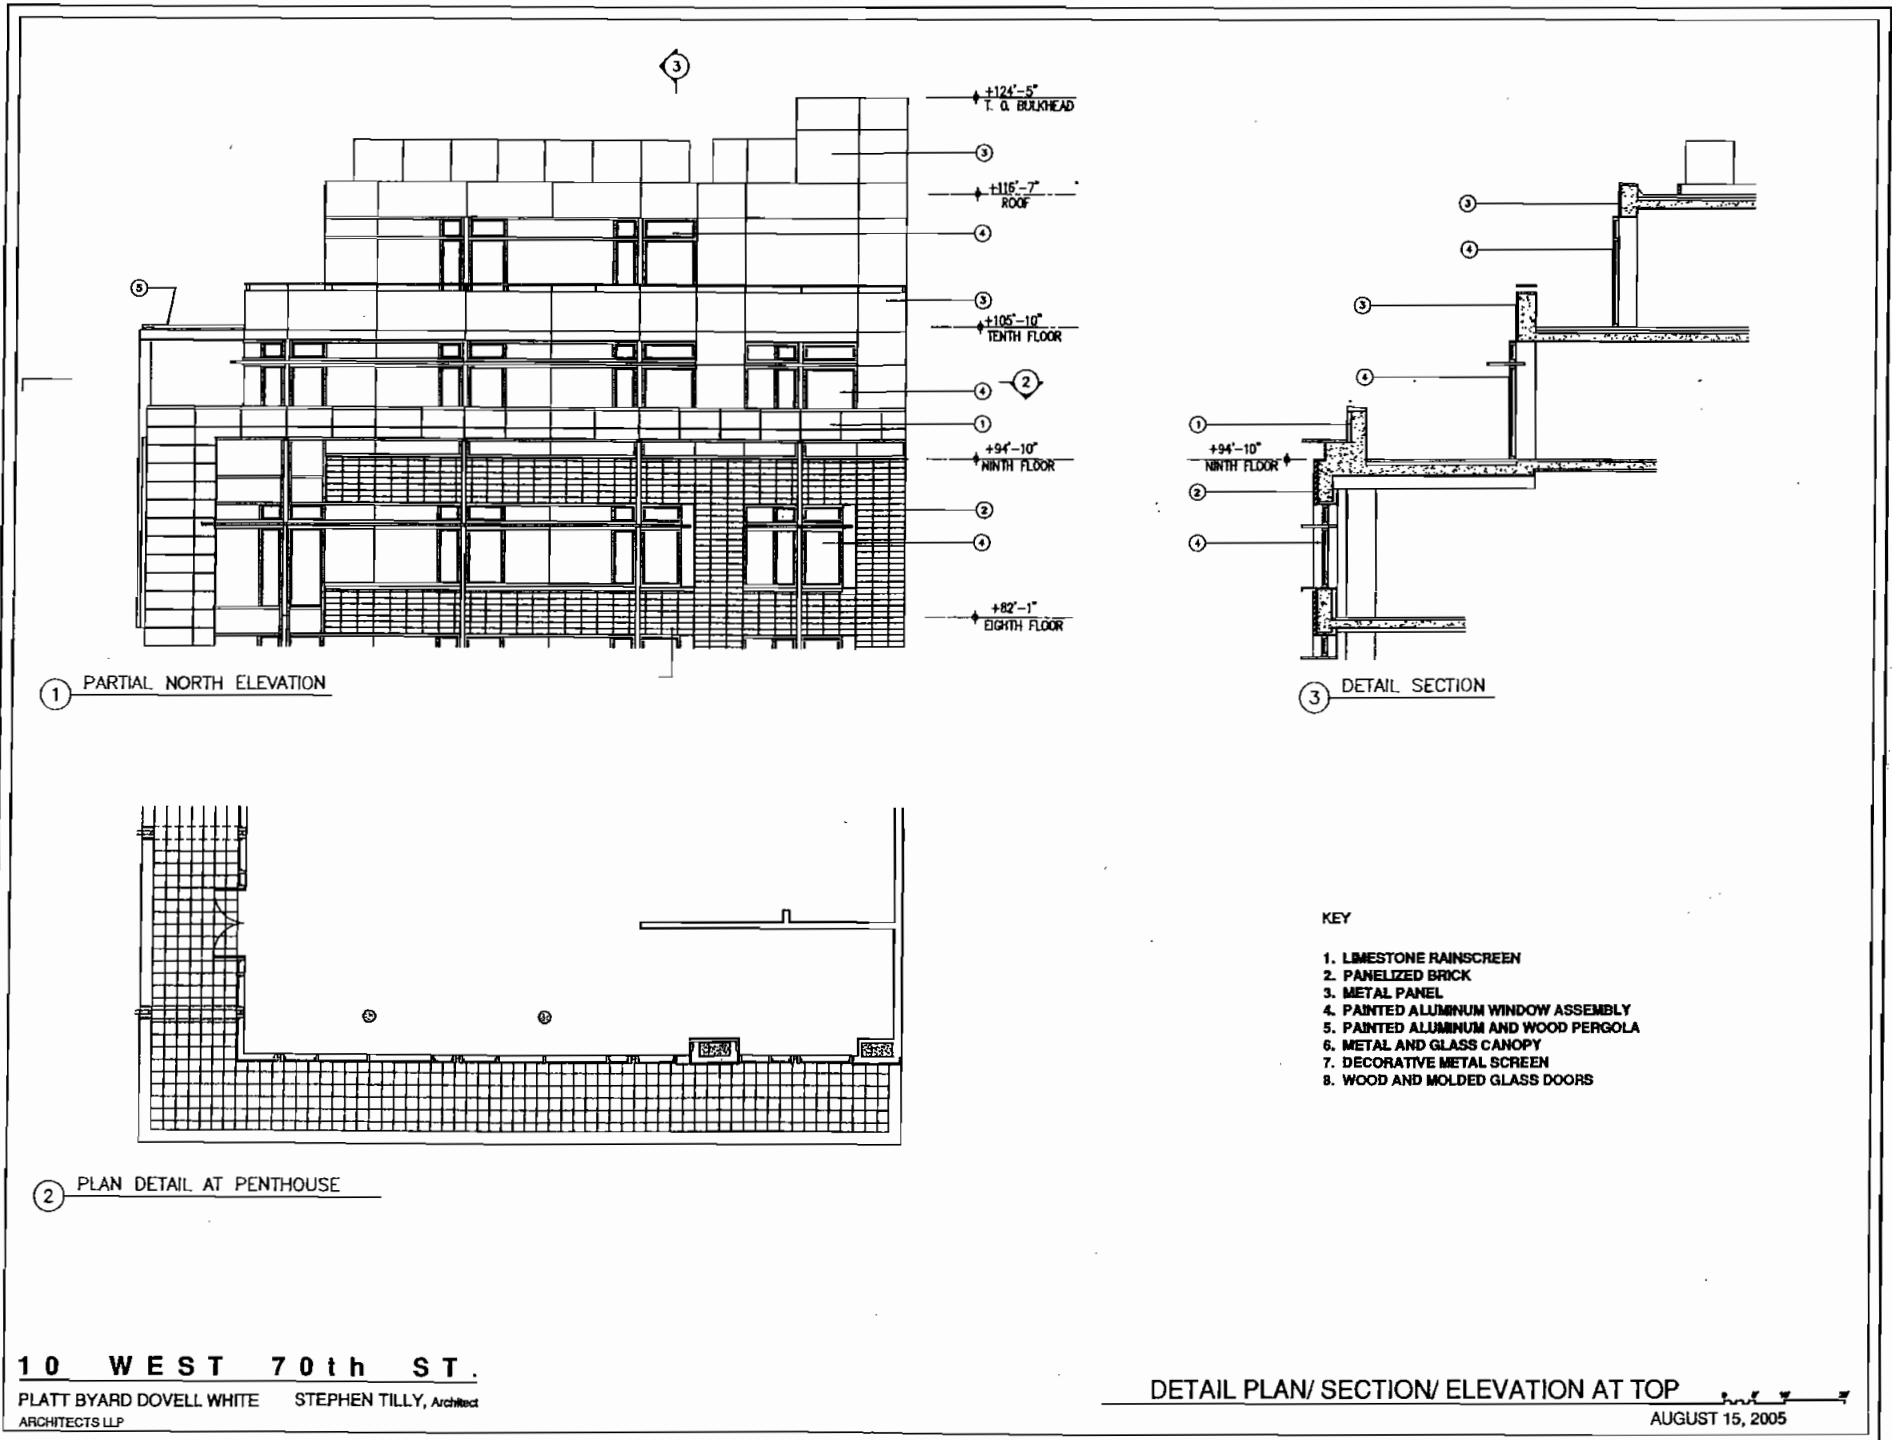 3
+124'-5"
T. O. BULKHEAD
3
+116'-7"
ROOF
4
5
3
+105'-10"
TENTH FLOOR
4
2
1
+94'-10"
NINTH FLOOR
2
4
+82'-1"
EIGHTH FLOOR
1 PARTIAL NORTH ELEVATION
3
4
3
4
1
+94'-10"
NINTH FLOOR
2
4
3 DETAIL SECTION
2 PLAN DETAIL AT PENTHOUSE
KEY
1. LIMESTONE RAINSCREEN
2. PANELIZED BRICK
3. METAL PANEL
4. PAINTED ALUMINUM WINDOW ASSEMBLY
5. PAINTED ALUMINUM AND WOOD PERGOLA
6. METAL AND GLASS CANOPY
7. DECORATIVE METAL SCREEN
8. WOOD AND MOLDED GLASS DOORS
10 WEST 70th ST.
PLATT BYARD DOVELL WHITE STEPHEN TILLY, Architect
ARCHITECTS LLP
DETAIL PLAN/ SECTION/ ELEVATION AT TOP
AUGUST 15, 2005